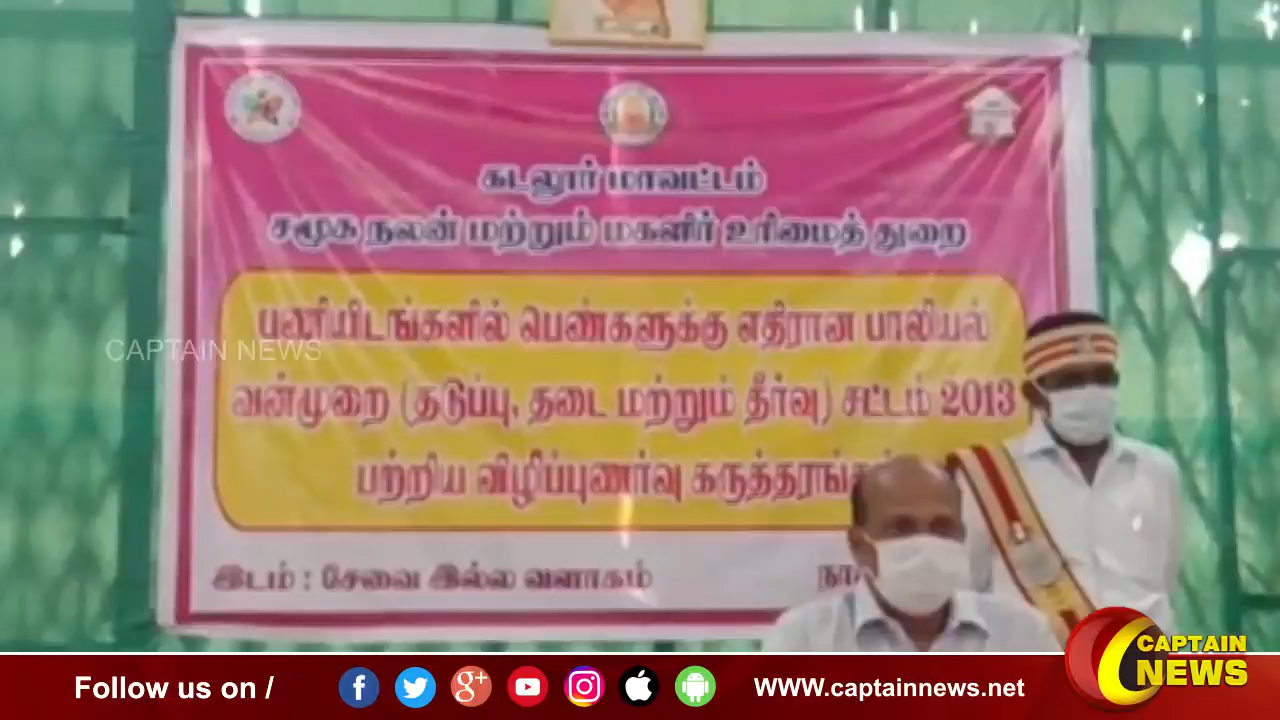 கடலூர் மாவட்டம்
சமூக நலன் மற்றும் மகளிர் உரிமைத் துறை
பணியிடங்களில் பெண்களுக்கு எதிரான பாலியல்
வன்முறை (தடுப்பு, தடை மற்றும் தீர்வு) சட்டம் 2013
பற்றிய விழிப்புணர்வு
இடம் : சேவை இல்ல வளாகம்
CAPTAIN NEWS
Follow us on /
WWW.captainnews.net
CAPTAIN
NEWS